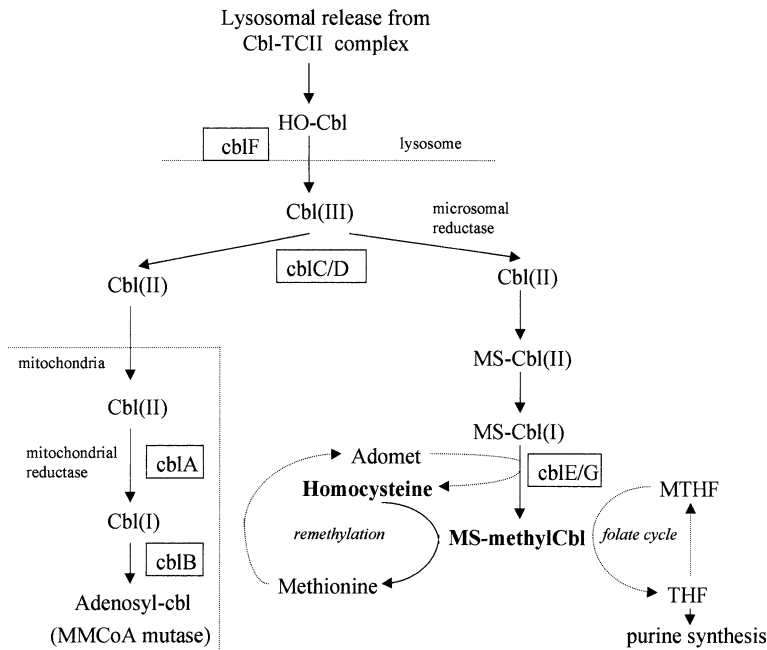 Lysosomal release from
Cbl-TCII complex
HO-Cbl
cblF
lysosome
Cbl(III)
microsomal
reductase
cblC/D
Cbl(II)
Cbl(II)
mitochondria
MS-Cbl(II)
Cbl(II)
MS-Cbl(I)
mitochondrial
reductase
cblA
Adomet
cblE/G
Homocysteine
MTHF
Cbl(I)
remethylation
MS-methylCbl
folate cycle
cblB
Methionine
THF
Adenosyl-cbl
(MMCoA mutase)
purine synthesis